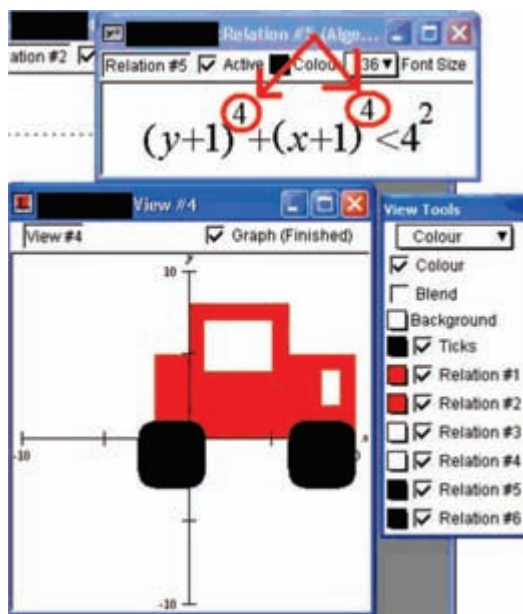 Relation #5 (Alge...
ation #2
Relation #5 Active Colour 36 Font Size
(y+1)^4+(x+1)^4<4^2
View #4
View Tools
View #4 Graph (Finished)
Colour
Colour
Blend
Background
Ticks
Relation #1
Relation #2
Relation #3
Relation #4
Relation #5
Relation #6
10
y
x
-10
0
-10